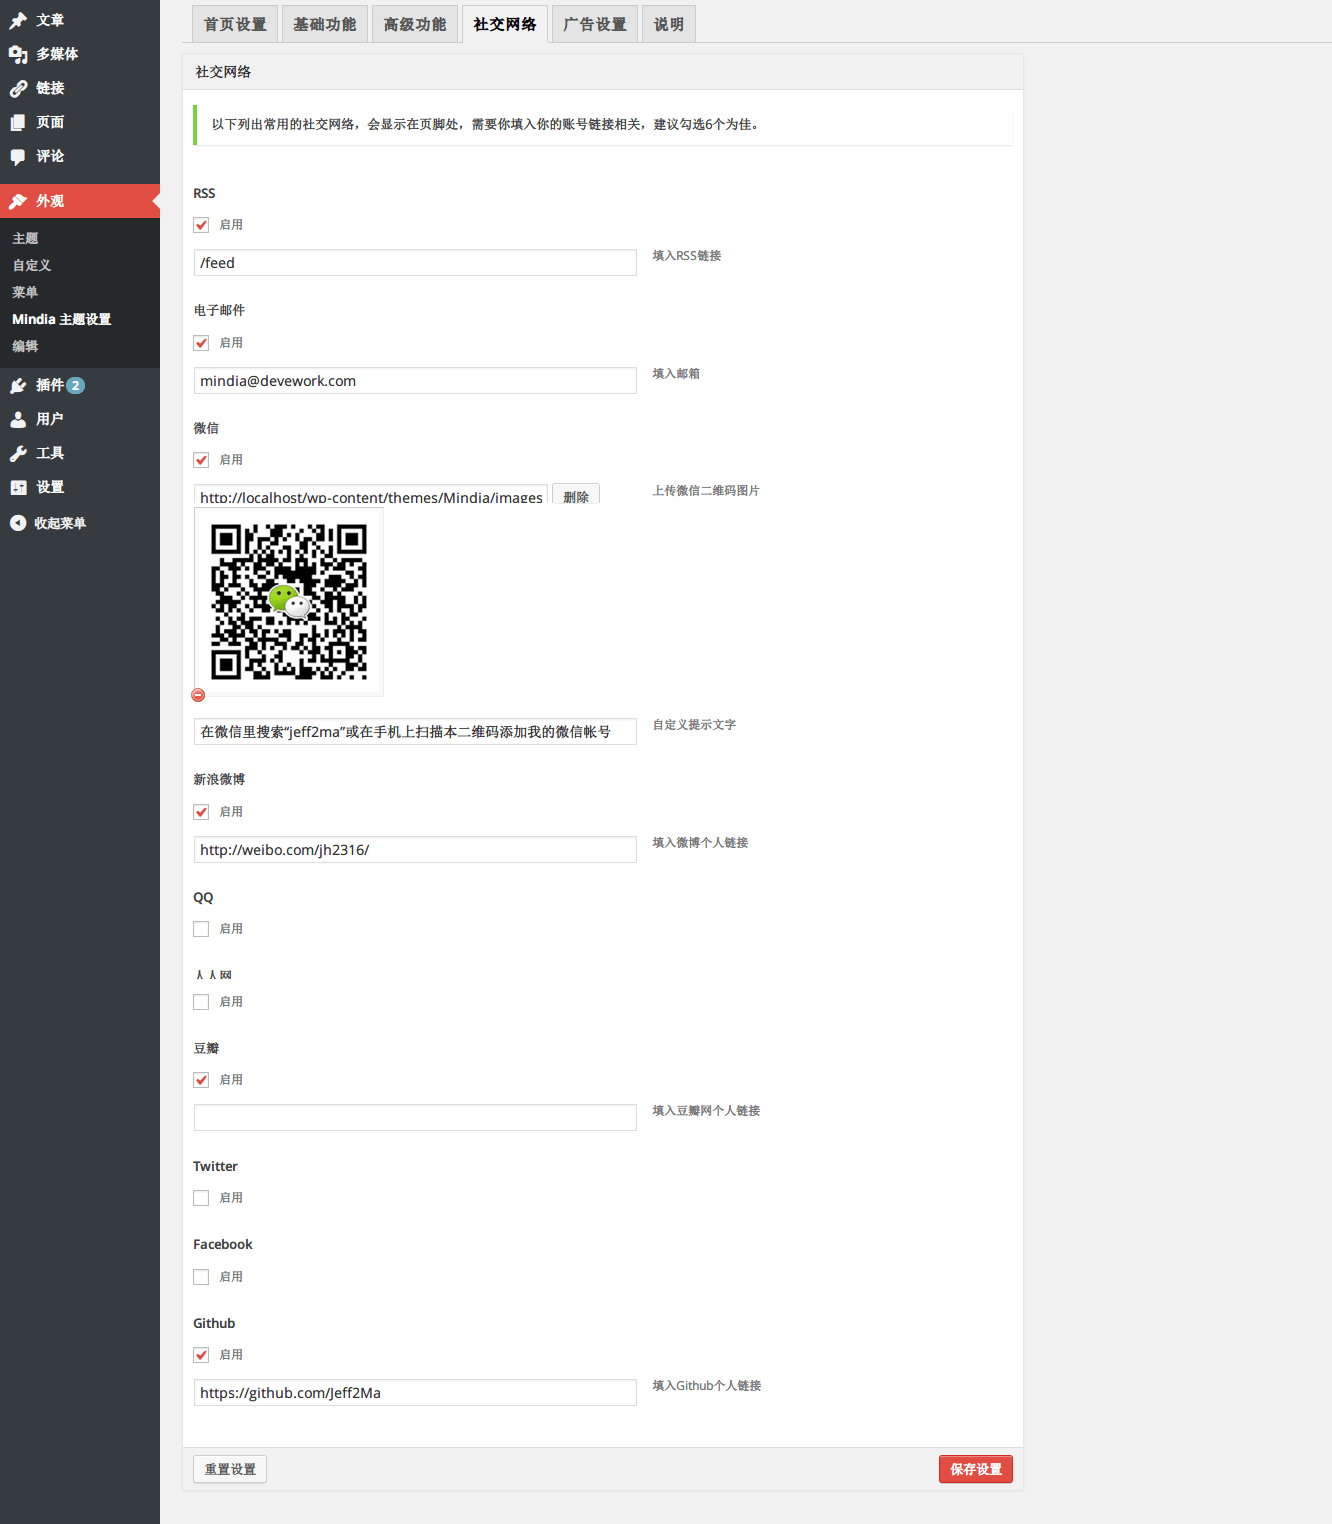 文章
多媒体
链接
页面
评论
外观
主题
自定义
菜单
Mindia 主题设置
编辑
插件 2
用户
工具
设置
收起菜单
首页设置 基础功能 高级功能 社交网络 广告设置 说明
社交网络
以下列出常用的社交网络，会显示在页脚处，需要你填入你的账号链接相关，建议勾选6个为佳。
RSS
启用
/feed 填入RSS链接
电子邮件
启用
mindia@devework.com 填入邮箱
微信
启用
http://localhost/wp-content/themes/Mindia/images 删除 上传微信二维码图片
在微信里搜索“jeff2ma”或在手机上扫描本二维码添加我的微信帐号 自定义提示文字
新浪微博
启用
http://weibo.com/jh2316/ 填入微博个人链接
QQ
启用
人人网
启用
豆瓣
启用
填入豆瓣网个人链接
Twitter
启用
Facebook
启用
Github
启用
https://github.com/Jeff2Ma 填入Github个人链接
重置设置 保存设置